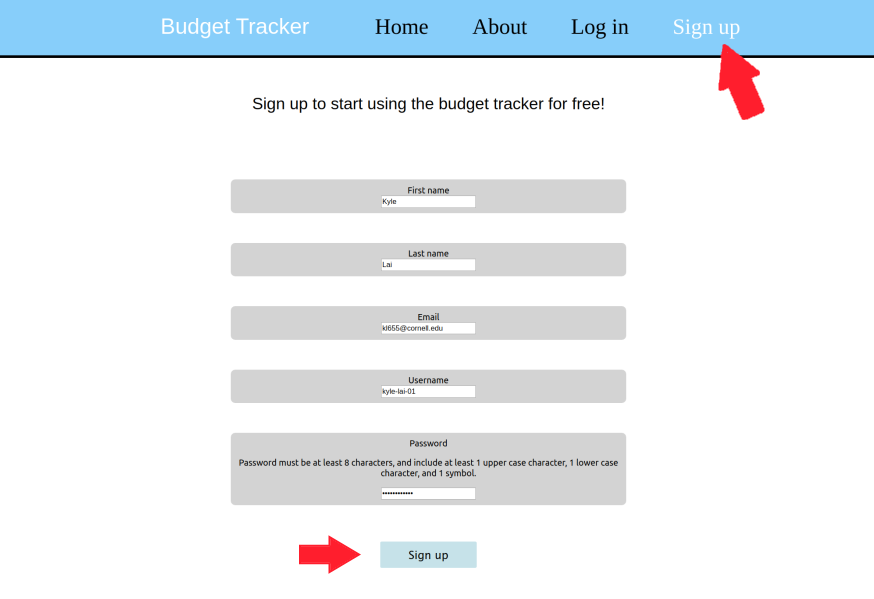 Budget Tracker Home About Log in Sign up
Sign up to start using the budget tracker for free!
First name
Kyle
Last name
Lai
Email
kl655@cornell.edu
Username
kyle-lai-01
Password
Password must be at least 8 characters, and include at least 1 upper case character, 1 lower case
character, and 1 symbol.
••••••••••••
Sign up